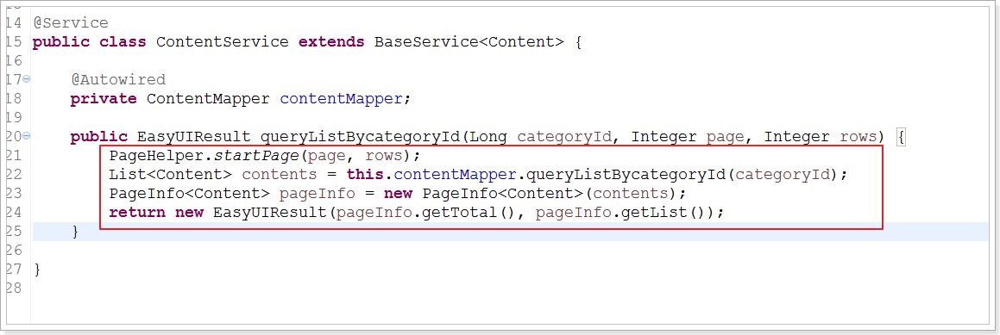 14 @Service
15 public class ContentService extends BaseService<Content> {
16
17 @Autowired
18 private ContentMapper contentMapper;
19
20 public EasyUIResult queryListBycategoryId(Long categoryId, Integer page, Integer rows) {
21 PageHelper.startPage(page, rows);
22 List<Content> contents = this.contentMapper.queryListBycategoryId(categoryId);
23 PageInfo<Content> pageInfo = new PageInfo<Content>(contents);
24 return new EasyUIResult(pageInfo.getTotal(), pageInfo.getList());
25 }
26
27 }
28